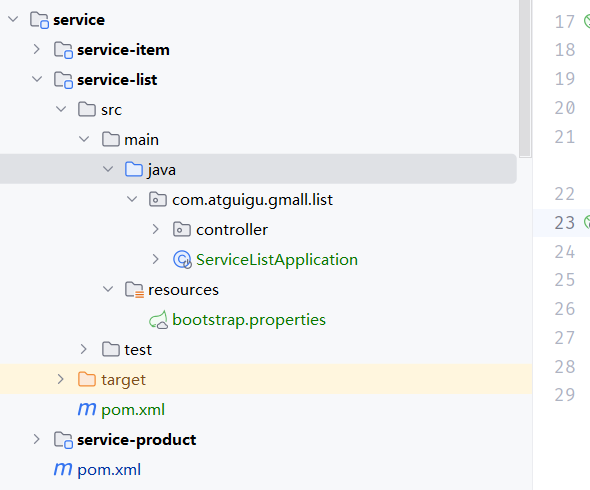 service
service-item
service-list
src
main
java
com.atguigu.gmall.list
controller
ServiceListApplication
resources
bootstrap.properties
test
target
pom.xml
service-product
pom.xml
17
18
19
20
21
22
23
24
25
26
27
28
29